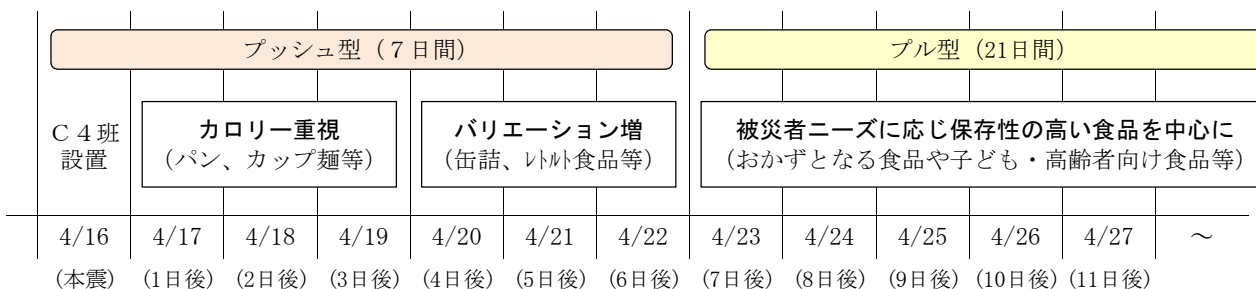 プッシュ型（７日間）
プル型（21日間）
Ｃ４班
設置
カロリー重視
（パン、カップ麺等）
バリエーション増
（缶詰、ﾚﾄﾙﾄ食品等）
被災者ニーズに応じ保存性の高い食品を中心に
（おかずとなる食品や子ども・高齢者向け食品等）
4/16 4/17 4/18 4/19 4/20 4/21 4/22 4/23 4/24 4/25 4/26 4/27 ～
(本震) (1日後) (2日後) (3日後) (4日後) (5日後) (6日後) (7日後) (8日後) (9日後) (10日後) (11日後)